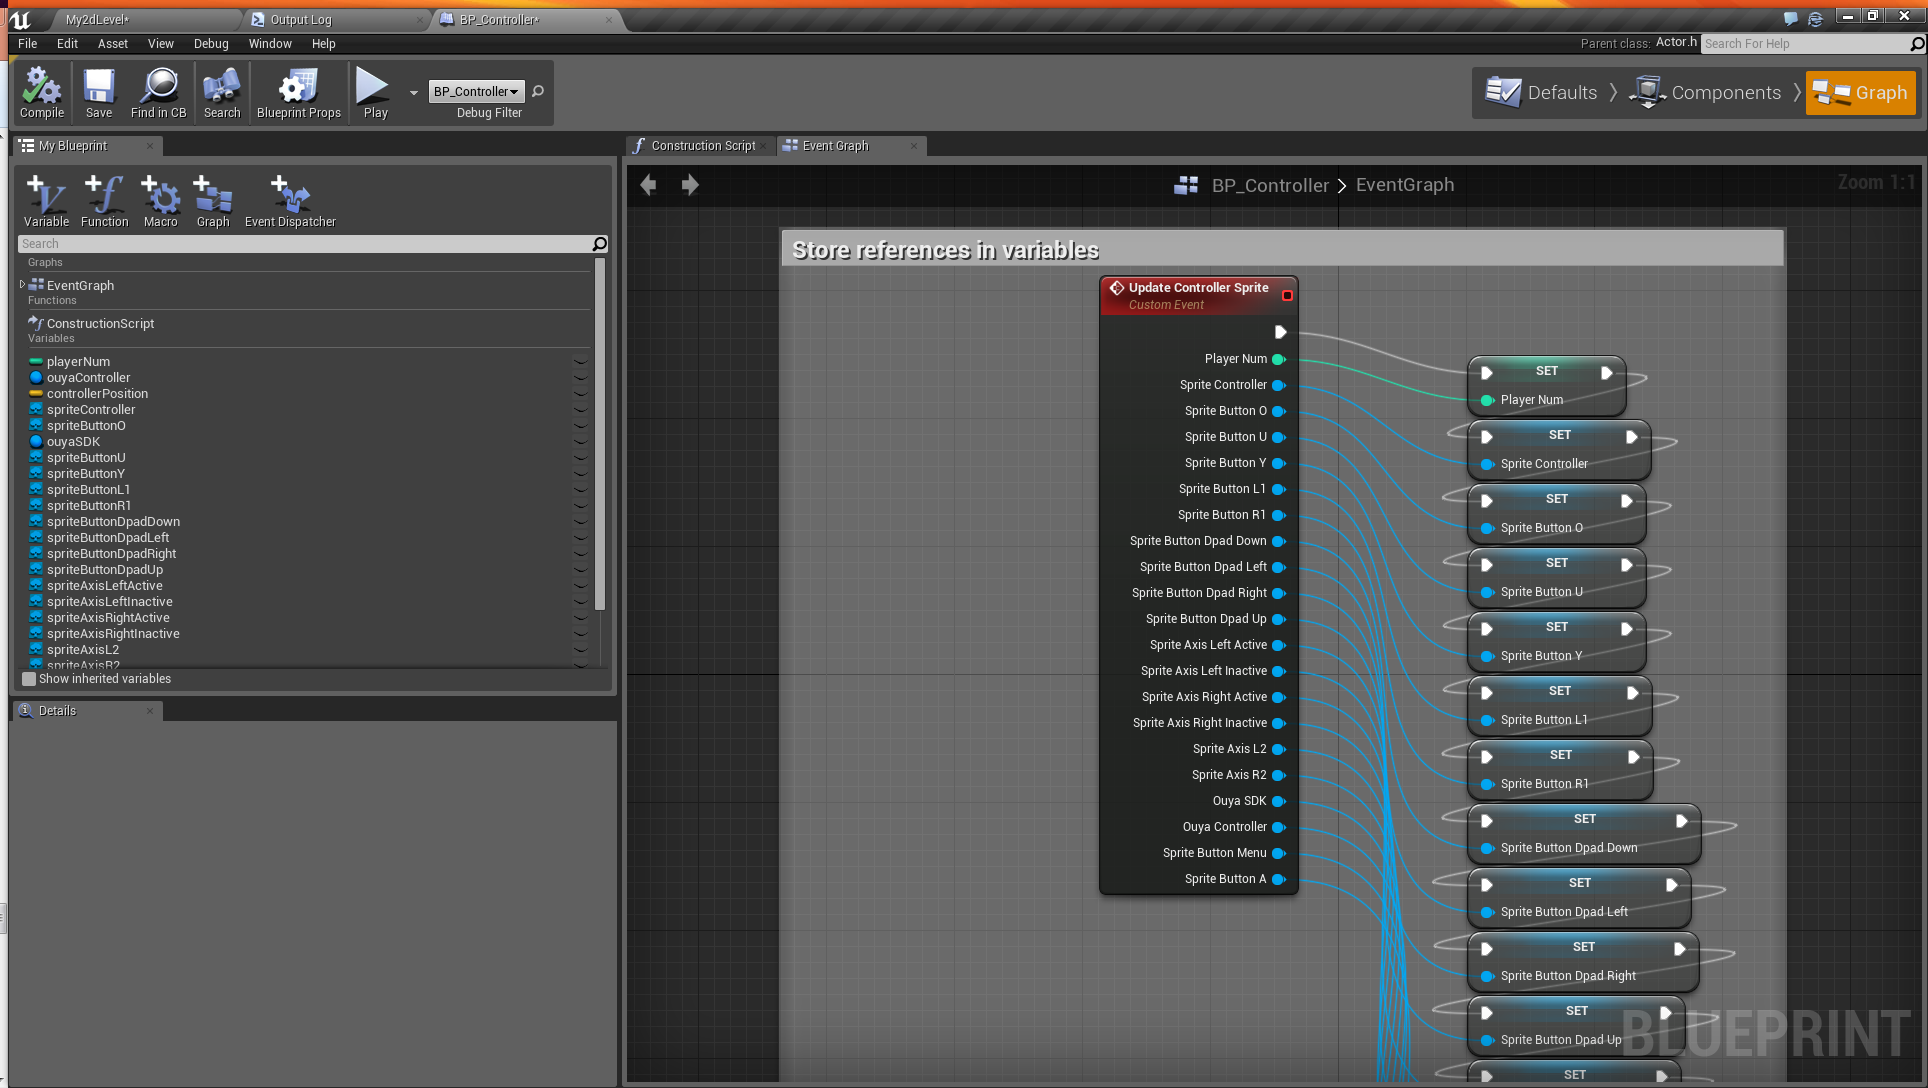 My2dLevel*
Output Log
BP_Controller*
File Edit Asset View Debug Window Help
Parent class: Actor.h Search For Help
Compile Save Find in CB Search Blueprint Props Play
BP_Controller
Debug Filter
Defaults Components Graph
My Blueprint
Construction Script
Event Graph
Variable Function Macro Graph Event Dispatcher
BP_Controller > EventGraph
Zoom 1:1
Search
Graphs
EventGraph
Functions
ConstructionScript
Variables
playerNum
ouyaController
controllerPosition
spriteController
spriteButtonO
ouyaSDK
spriteButtonU
spriteButtonY
spriteButtonL1
spriteButtonR1
spriteButtonDpadDown
spriteButtonDpadLeft
spriteButtonDpadRight
spriteButtonDpadUp
spriteAxisLeftActive
spriteAxisLeftInactive
spriteAxisRightActive
spriteAxisRightInactive
spriteAxisL2
spriteAxisR2
Show inherited variables
Details
Store references in variables
Update Controller Sprite
Custom Event
Player Num
Sprite Controller
Sprite Button O
Sprite Button U
Sprite Button Y
Sprite Button L1
Sprite Button R1
Sprite Button Dpad Down
Sprite Button Dpad Left
Sprite Button Dpad Right
Sprite Button Dpad Up
Sprite Axis Left Active
Sprite Axis Left Inactive
Sprite Axis Right Active
Sprite Axis Right Inactive
Sprite Axis L2
Sprite Axis R2
Ouya SDK
Ouya Controller
Sprite Button Menu
Sprite Button A
SET
Player Num
SET
Sprite Controller
SET
Sprite Button O
SET
Sprite Button U
SET
Sprite Button Y
SET
Sprite Button L1
SET
Sprite Button R1
SET
Sprite Button Dpad Down
SET
Sprite Button Dpad Left
SET
Sprite Button Dpad Right
SET
Sprite Button Dpad Up
SET
BLUEPRINT